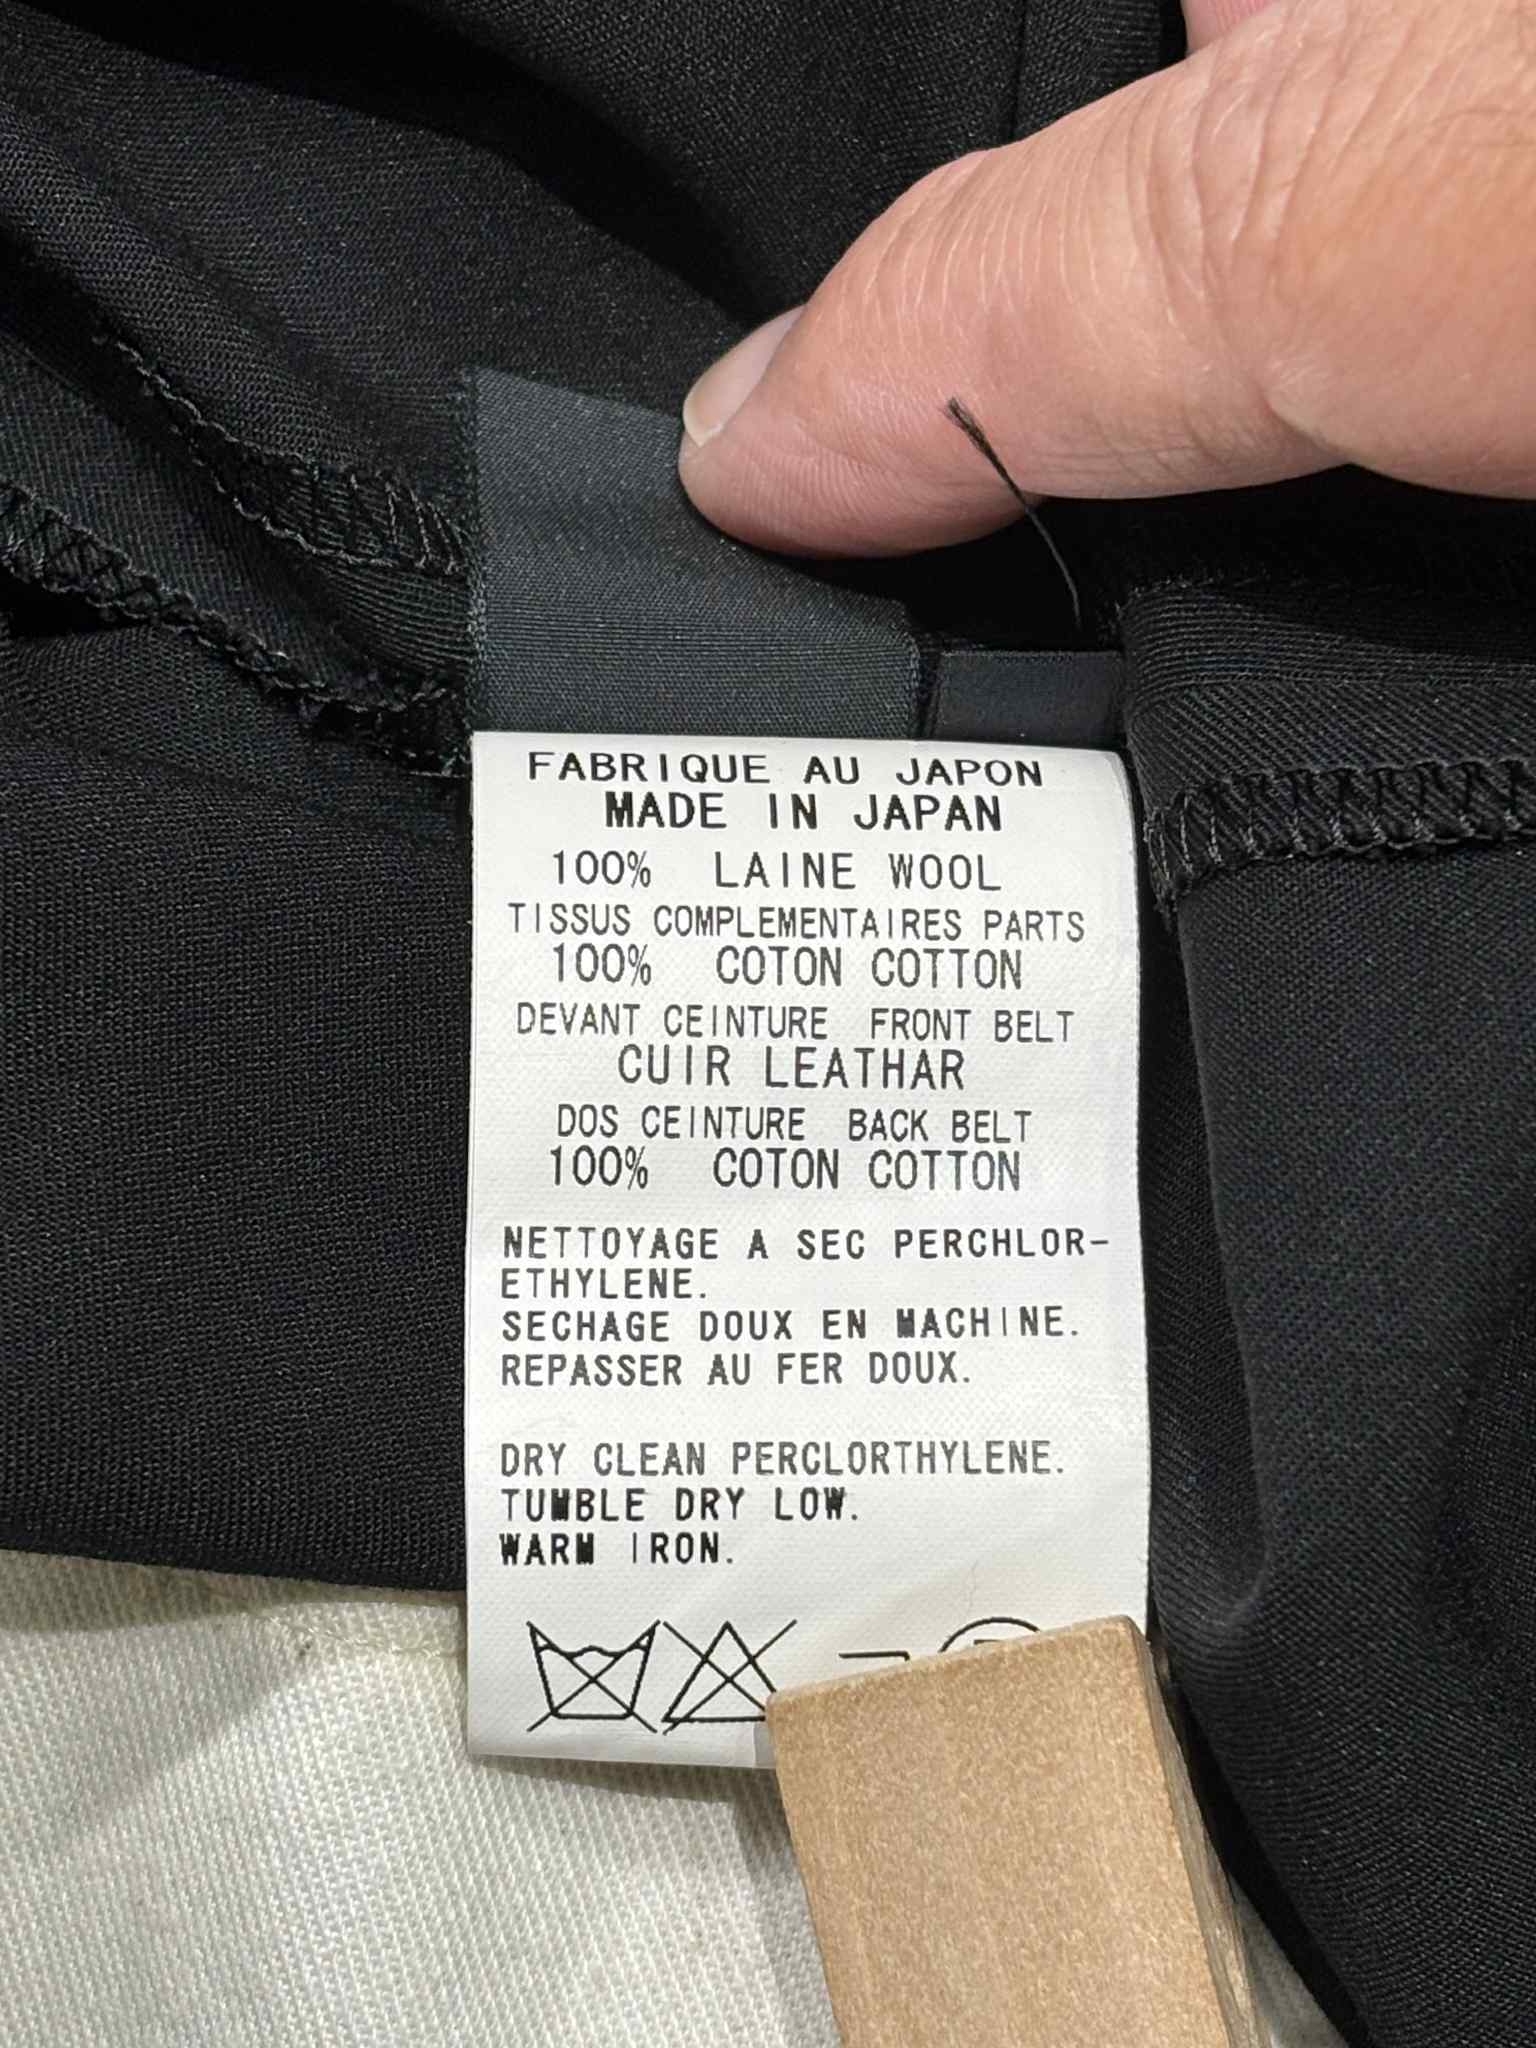 FABRIQUE AU JAPON
MADE IN JAPAN
100% LAINE WOOL
TISSUS COMPLEMENTAIRES PARTS
100% COTON COTTON
DEVANT CEINTURE FRONT BELT
CUIR LEATHAR
DOS CEINTURE BACK BELT
100% COTON COTTON
NETTOYAGE A SEC PERCHLOR-
ETHYLENE.
SECHAGE DOUX EN MACHINE.
REPASSER AU FER DOUX.
DRY CLEAN PERCLORTHYLENE.
TUMBLE DRY LOW.
WARM IRON.